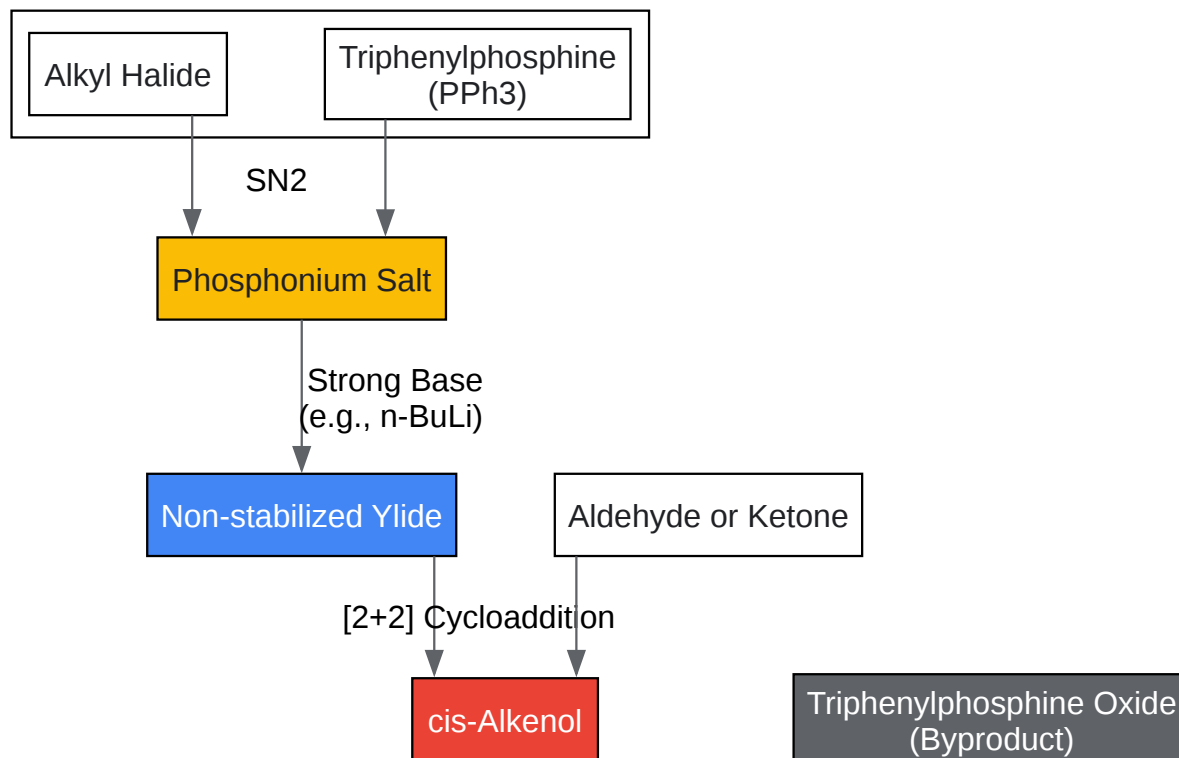 Alkyl Halide
Triphenylphosphine
(PPh3)
SN2
Phosphonium Salt
Strong Base
(e.g., n-BuLi)
Non-stabilized Ylide
Aldehyde or Ketone
[2+2] Cycloaddition
cis-Alkenol
Triphenylphosphine Oxide
(Byproduct)